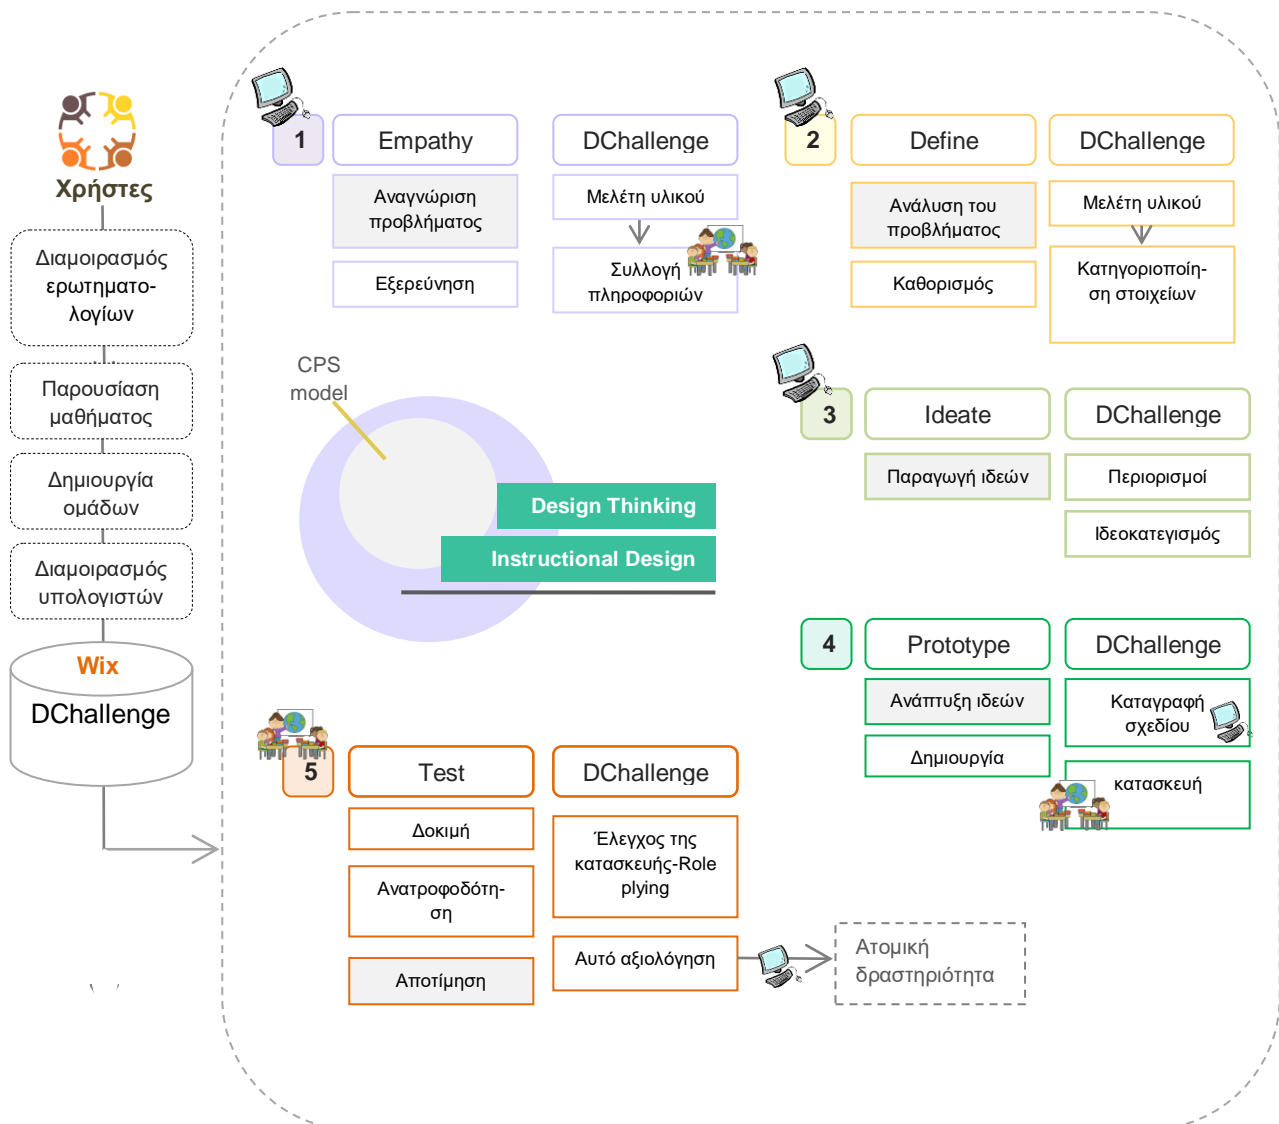 Χρήστες
Διαμοιρασμός
ερωτηματο-
λογίων
Παρουσίαση
μαθήματος
Δημιουργία
ομάδων
Διαμοιρασμός
υπολογιστών
Wix
DChallenge
1
Empathy
DChallenge
Αναγνώριση
προβλήματος
Εξερεύνηση
Μελέτη υλικού
Συλλογή
πληροφοριών
2
Define
DChallenge
Ανάλυση του
προβλήματος
Καθορισμός
Μελέτη υλικού
Κατηγοριοποίη-
ση στοιχείων
CPS
model
Design Thinking
Instructional Design
3
Ideate
DChallenge
Παραγωγή ιδεών
Περιορισμοί
Ιδεοκατεγισμός
4
Prototype
DChallenge
Ανάπτυξη ιδεών
Δημιουργία
Καταγραφή
σχεδίου
κατασκευή
5
Test
DChallenge
Δοκιμή
Ανατροφοδότη-
ση
Αποτίμηση
Έλεγχος της
κατασκευής-Role
plying
Αυτό αξιολόγηση
Ατομική
δραστηριότητα